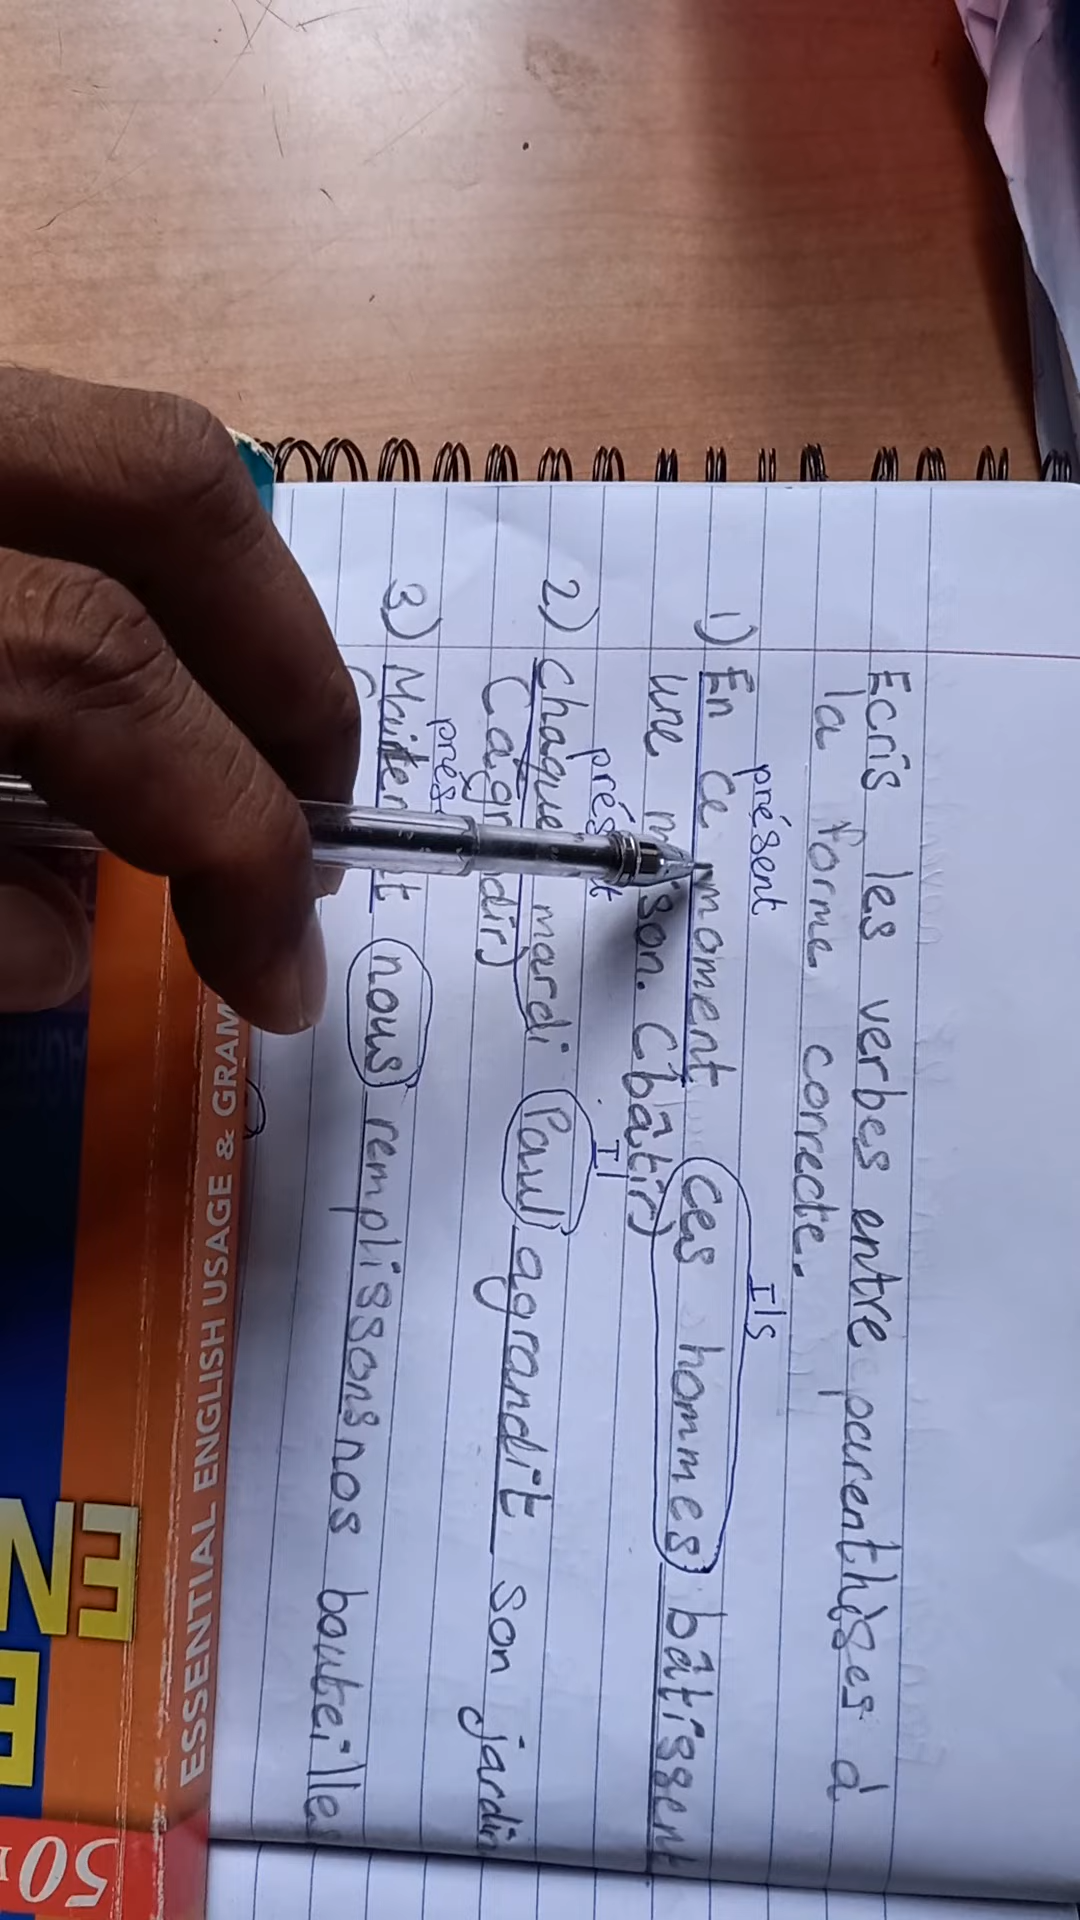 Ecris les verbes entre parenthèses à
la forme correcte.
présent Ils
1) En ce moment ces hommes bâtissent
une son. (bâtir)
Il
2) Chaque mardi Paul agrandit son jardin
prés
3) nous remplissons nos bouteilles
ESSENTIAL ENGLISH USAGE & GRAM
EN
E
50